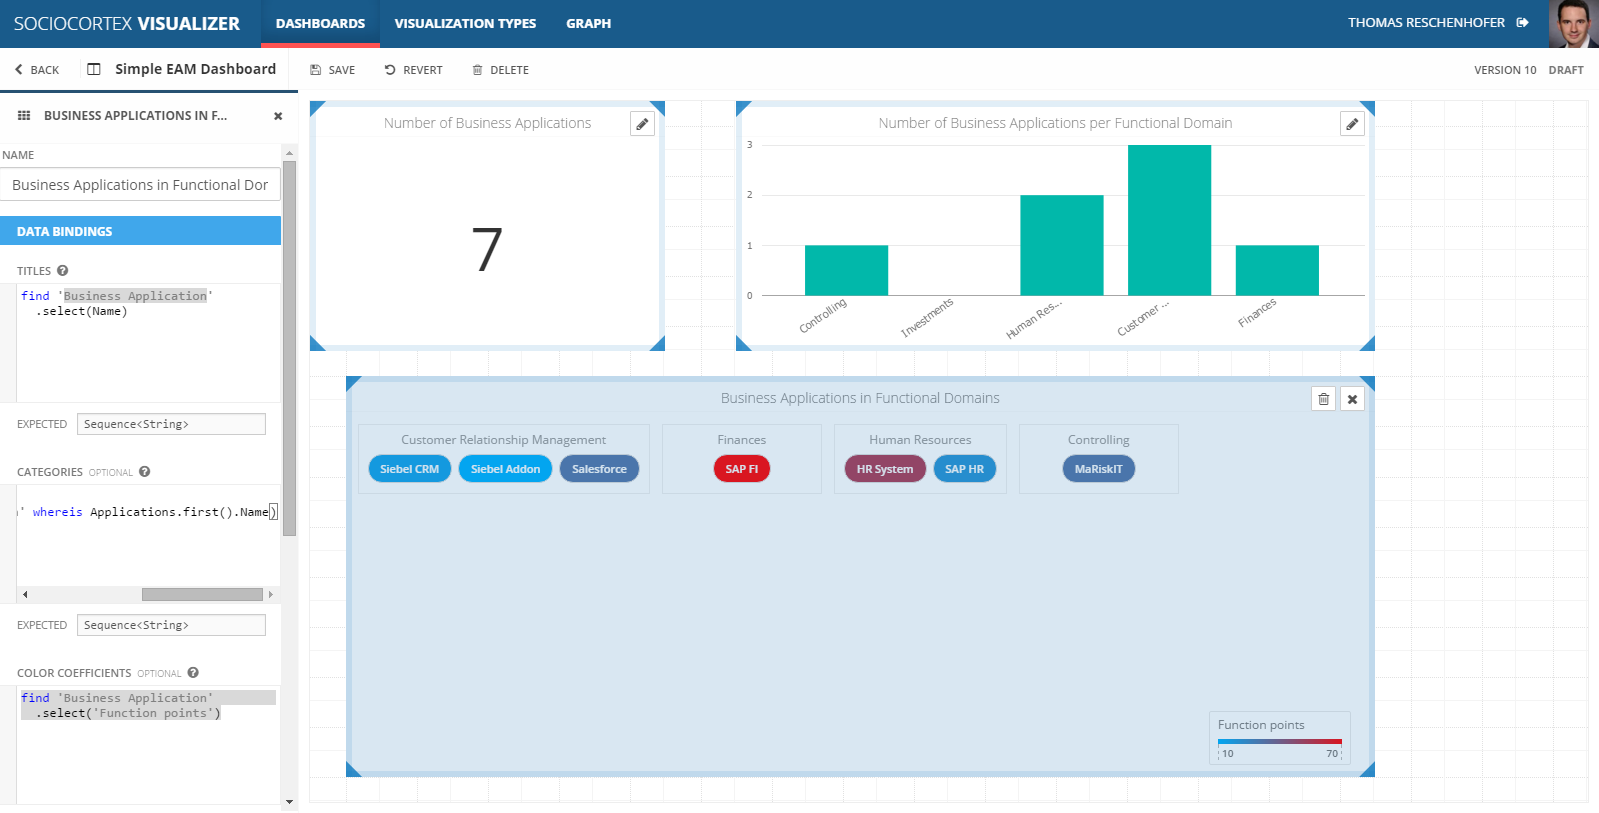 SOCIOCORTEX VISUALIZER
DASHBOARDS
VISUALIZATION TYPES
GRAPH
THOMAS RESCHENHOFER
BACK
Simple EAM Dashboard
SAVE
REVERT
DELETE
VERSION 10
DRAFT
BUSINESS APPLICATIONS IN F...
NAME
Business Applications in Functional Dor
DATA BINDINGS
TITLES
find 'Business Application'
.select(Name)
EXPECTED
Sequence<String>
CATEGORIES OPTIONAL
' whereis Applications.first().Name)
EXPECTED
Sequence<String>
COLOR COEFFICIENTS OPTIONAL
find 'Business Application'
.select('Function points')
Number of Business Applications
7
Number of Business Applications per Functional Domain
3
2
1
0
Controlling
Investments
Human Res...
Customer ...
Finances
Business Applications in Functional Domains
Customer Relationship Management
Siebel CRM
Siebel Addon
Salesforce
Finances
SAP FI
Human Resources
HR System
SAP HR
Controlling
MaRiskIT
Function points
10
70